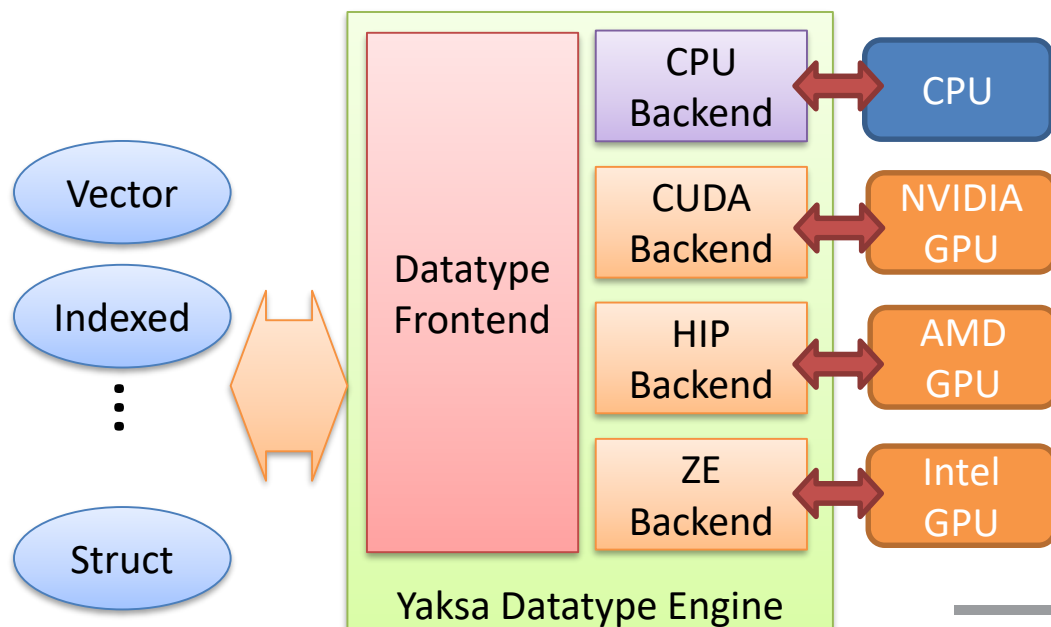 Vector
Indexed
Struct
Datatype
Frontend
CPU
Backend
CUDA
Backend
HIP
Backend
ZE
Backend
CPU
NVIDIA
GPU
AMD
GPU
Intel
GPU
Yaksa Datatype Engine